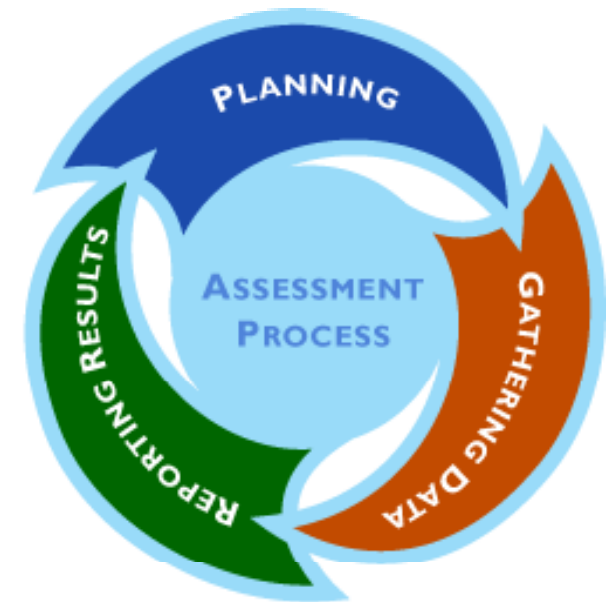 PLANNING
GATHERING DATA
REPORTING RESULTS
ASSESSMENT
PROCESS